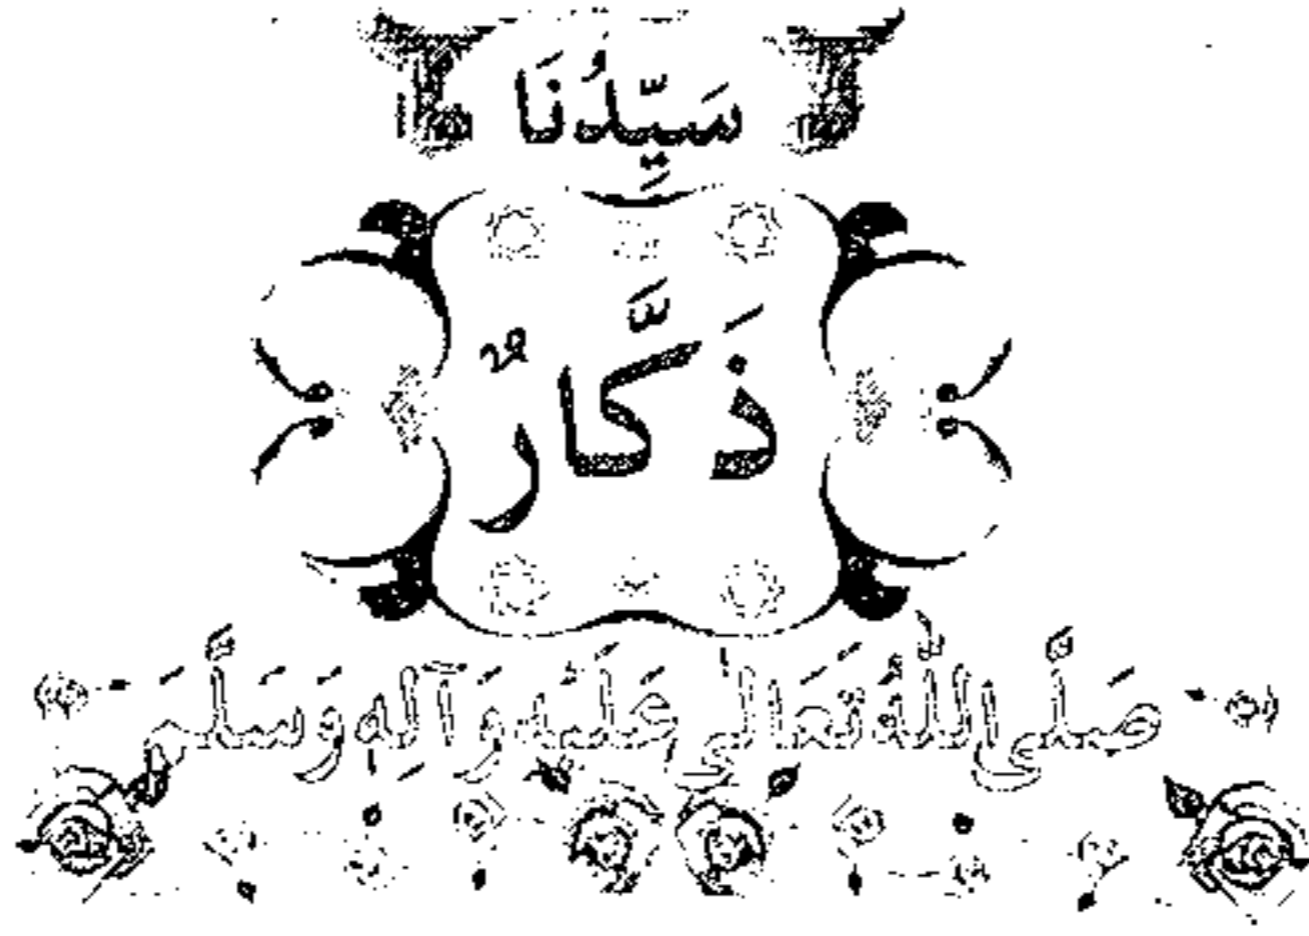 سَيِّدُنَا
ذَكَّارٌ
صَلَّى اللّٰهُ تَعَالٰى عَلَيْهِ وَآلِهٖ وَسَلَّمَ